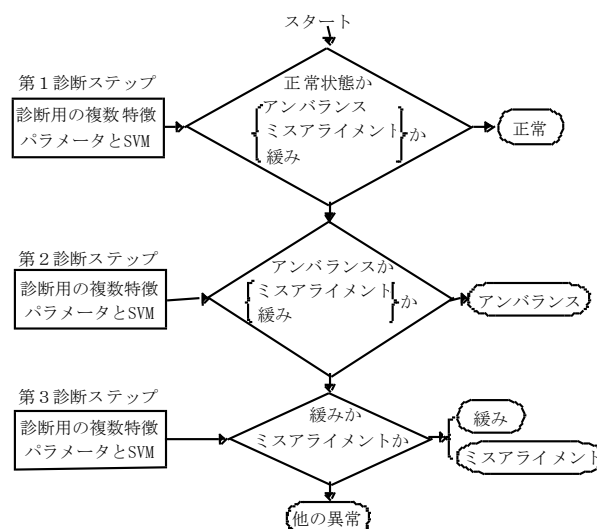 スタート
第1診断ステップ
診断用の複数特徴
パラメータとSVM
正常状態か
アンバランス
ミスアライメント
緩み
か
正常
第2診断ステップ
診断用の複数特徴
パラメータとSVM
アンバランスか
ミスアライメント
緩み
か
アンバランス
第3診断ステップ
診断用の複数特徴
パラメータとSVM
緩みか
ミスアライメントか
緩み
ミスアライメント
他の異常